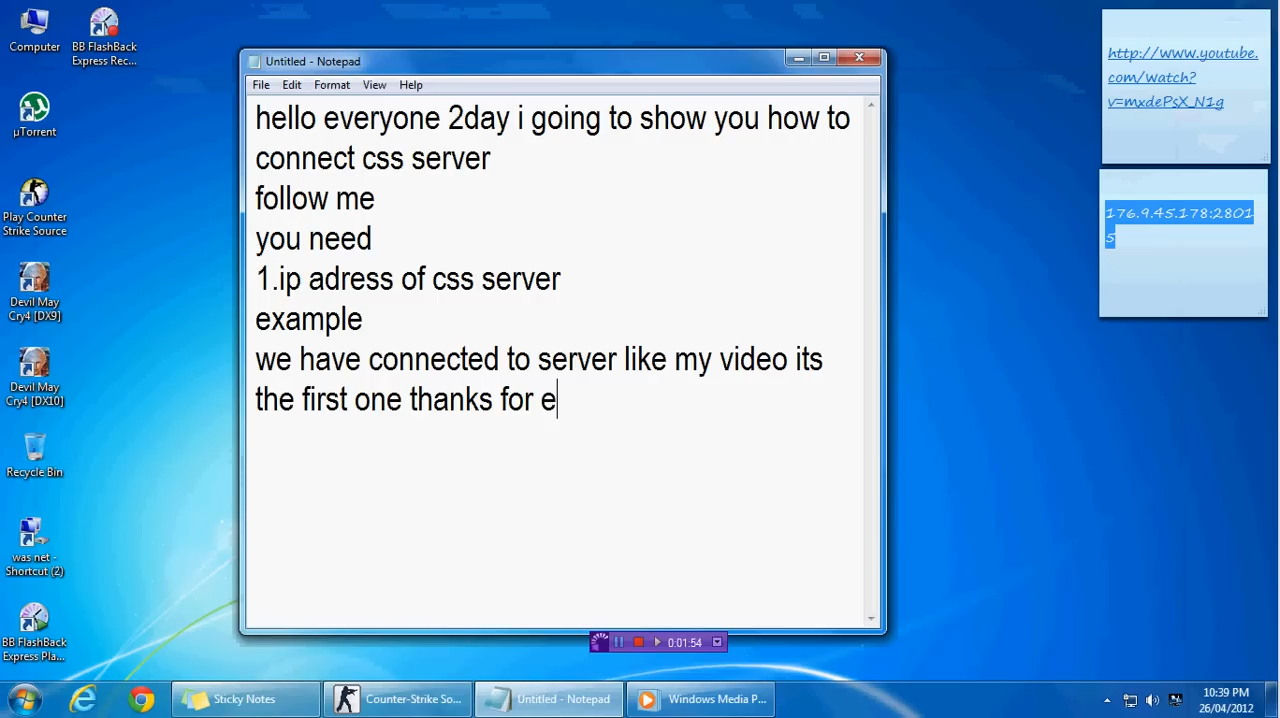 Computer
BB FlashBack
Express Rec...
µTorrent
Play Counter
Strike Source
Devil May
Cry4 [DX9]
Devil May
Cry4 [DX10]
Recycle Bin
was net -
Shortcut (2)
BB FlashBack
Express Pla...
Untitled - Notepad
File Edit Format View Help
hello everyone 2day i going to show you how to
connect css server
follow me
you need
1.ip adress of css server
example
we have connected to server like my video its
the first one thanks for e
http://www.youtube.
com/watch?
v=mxdePsX_N1g
176.9.45.178:2801
5
0:01:54
Sticky Notes
Counter-Strike So...
Untitled - Notepad
Windows Media P...
10:39 PM
26/04/2012